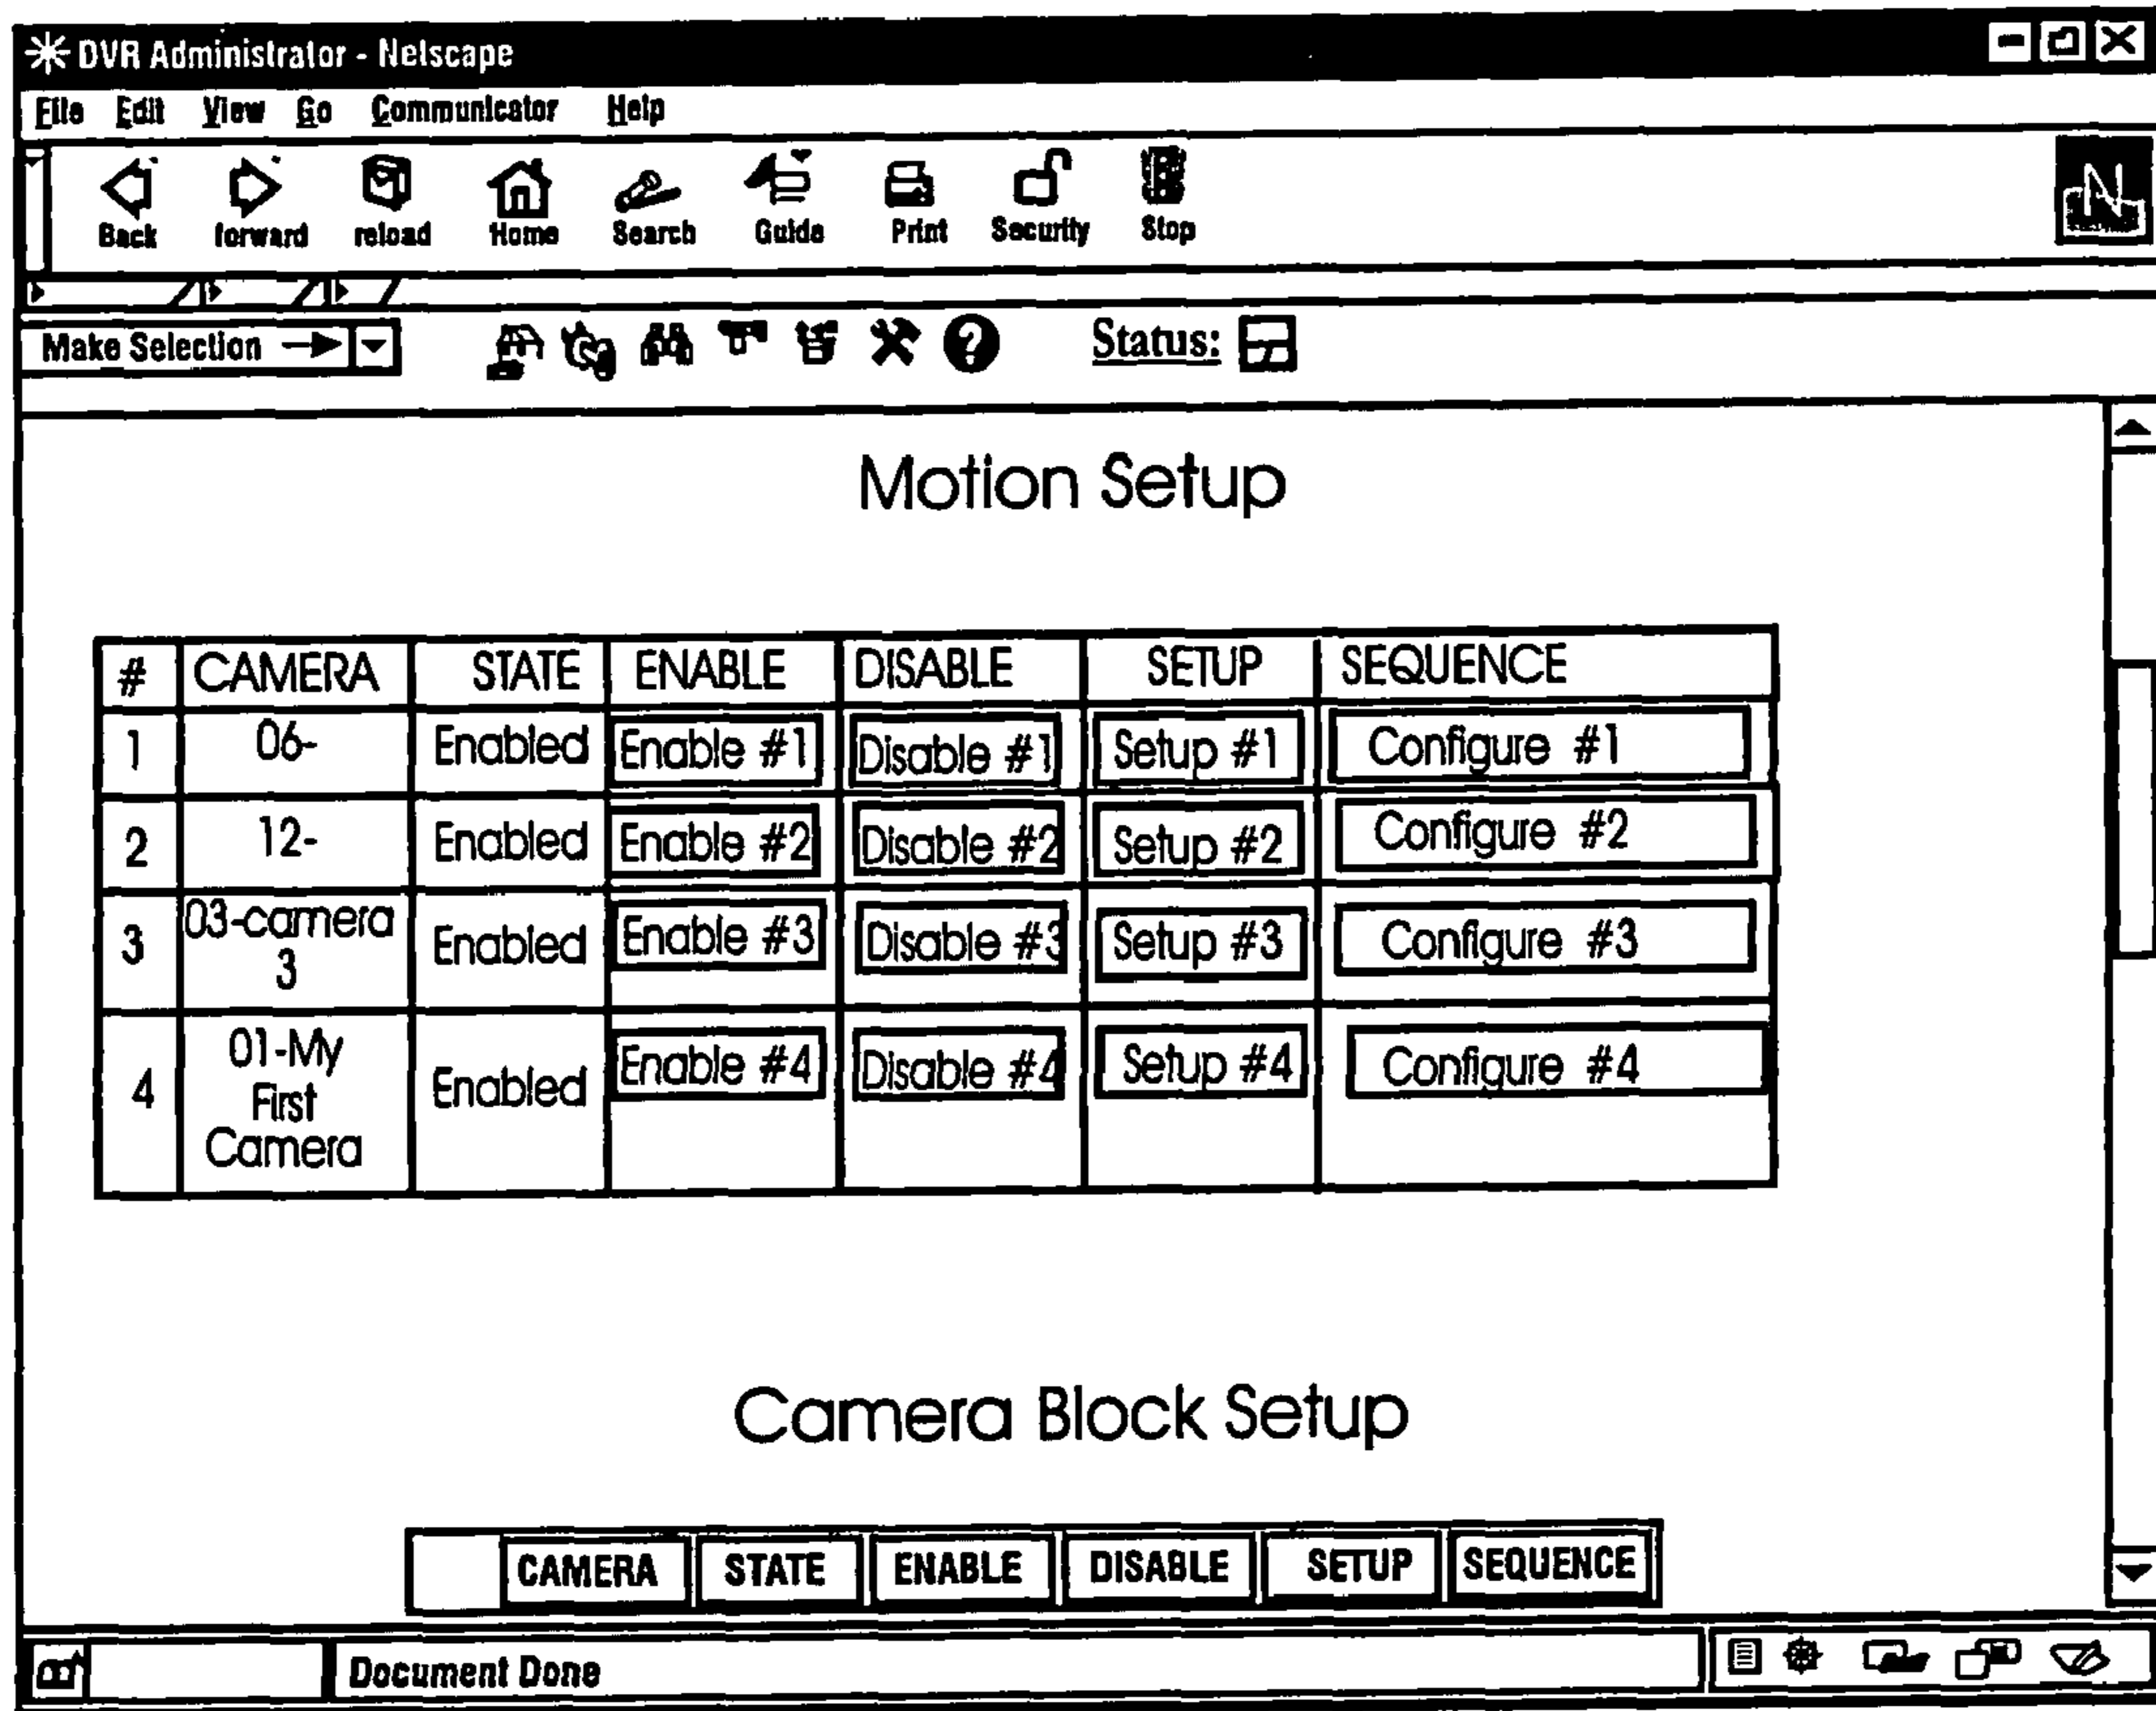 DVR Administrator - Netscape
File Edit View Go Communicator Help
Back forward reload Home Search Guide Print Security Stop
N
Make Selection Status:
Motion Setup
# CAMERA STATE ENABLE DISABLE SETUP SEQUENCE
1 06- Enabled Enable #1 Disable #1 Setup #1 Configure #1
2 12- Enabled Enable #2 Disable #2 Setup #2 Configure #2
3 03-camera 3 Enabled Enable #3 Disable #3 Setup #3 Configure #3
4 01-My First Camera Enabled Enable #4 Disable #4 Setup #4 Configure #4
Camera Block Setup
CAMERA STATE ENABLE DISABLE SETUP SEQUENCE
Document Done